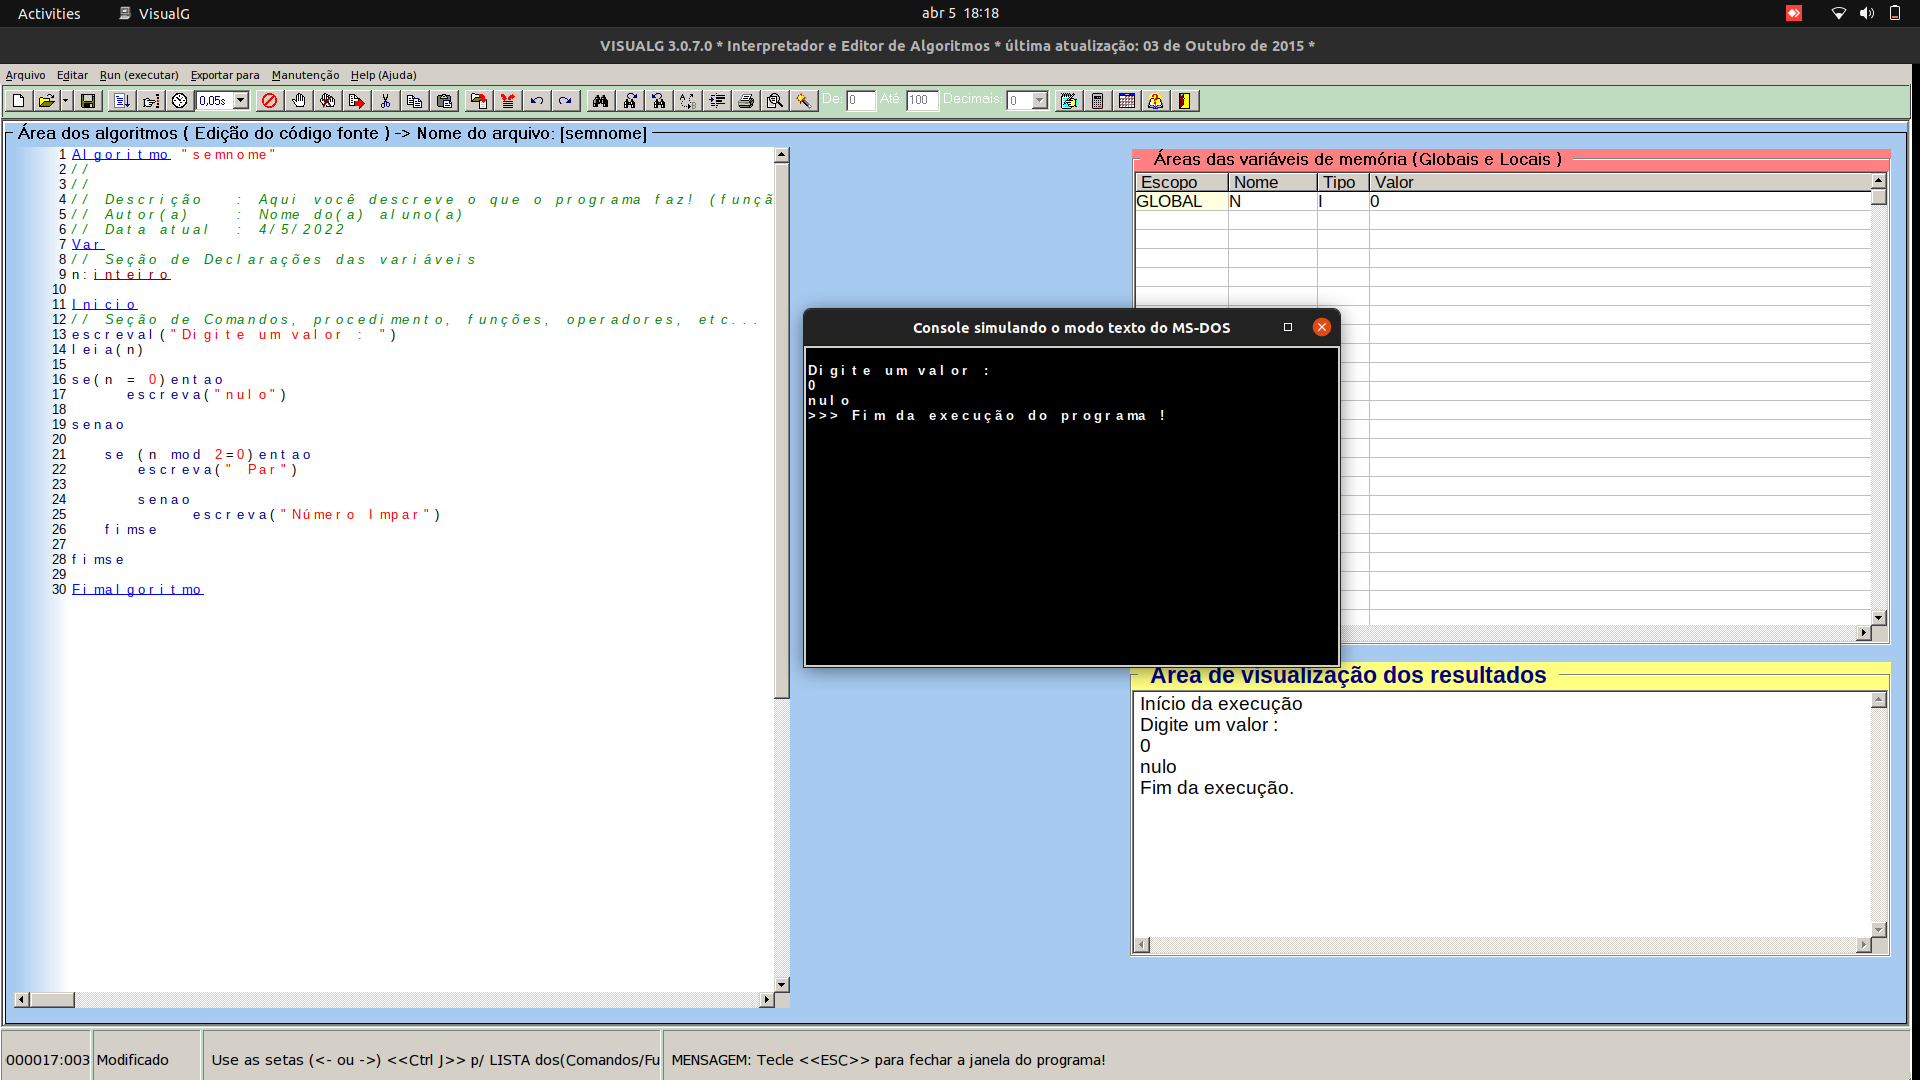 Activities VisualG abr 5 18:18
VISUALG 3.0.7.0 * Interpretador e Editor de Algoritmos * última atualização: 03 de Outubro de 2015 *
Arquivo Editar Run (executar) Exportar para Manutenção Help (Ajuda)
0,05s De: 0 Até: 100 Decimais: 0
Área dos algoritmos ( Edição do código fonte ) -> Nome do arquivo: [semnome]
1 Algoritmo "semnome"
2 //
3 //
4 // Descrição : Aqui você descreve o que o programa faz! (funçã
5 // Autor(a) : Nome do(a) aluno(a)
6 // Data atual : 4/5/2022
7 Var
8 // Seção de Declarações das variáveis
9 n: inteiro
10
11 Inicio
12 // Seção de Comandos, procedimento, funções, operadores, etc...
13 escreval("Digite um valor : ")
14 leia(n)
15
16 se(n = 0)entao
17 escreva("nulo")
18
19 senao
20
21 se (n mod 2=0)entao
22 escreva(" Par")
23
24 senao
25 escreva("Número Impar")
26 fimse
27
28 fimse
29
30 Fimalgoritmo
Áreas das variáveis de memória (Globais e Locais )
Escopo Nome Tipo Valor
GLOBAL N I 0
Console simulando o modo texto do MS-DOS
Digite um valor :
0
nulo
>>> Fim da execução do programa !
Área de visualização dos resultados
Início da execução
Digite um valor :
0
nulo
Fim da execução.
000017:003 Modificado Use as setas (<- ou ->) <<Ctrl J>> p/ LISTA dos(Comandos/Fu MENSAGEM: Tecle <<ESC>> para fechar a janela do programa!